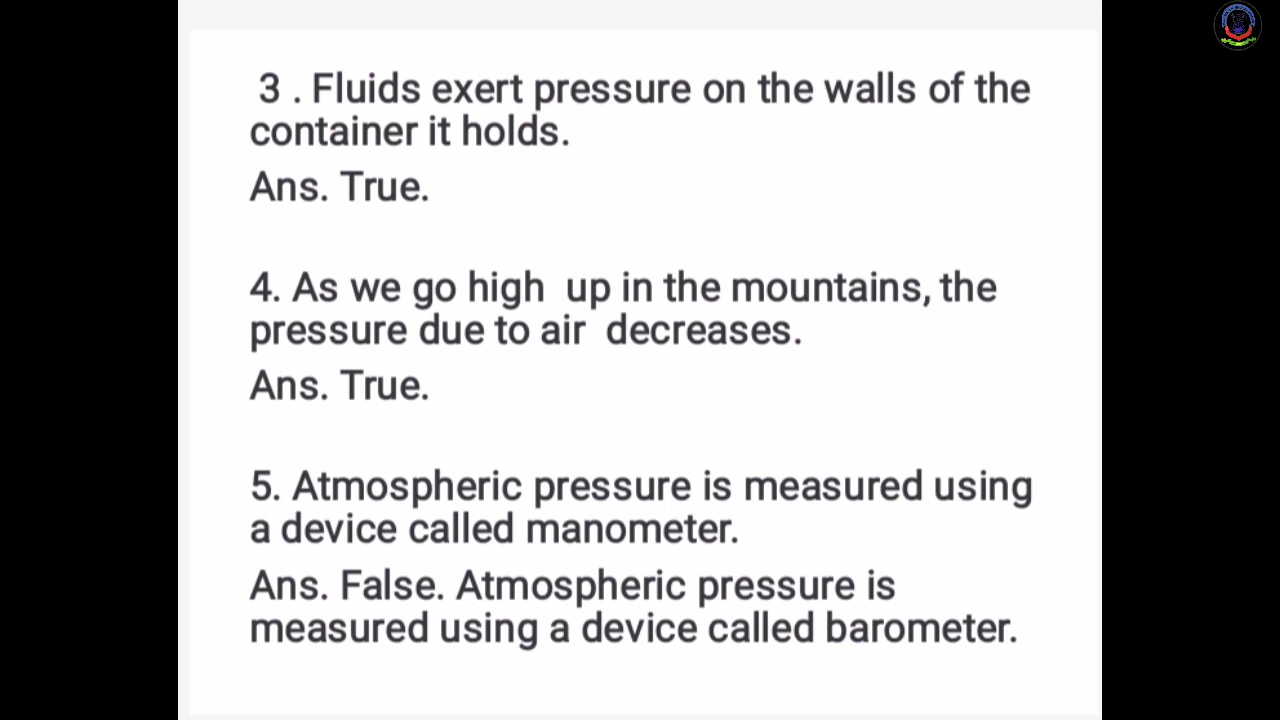 3 . Fluids exert pressure on the walls of the
container it holds.
Ans. True.
4. As we go high  up in the mountains, the
pressure due to air  decreases.
Ans. True.
5. Atmospheric pressure is measured using
a device called manometer.
Ans. False. Atmospheric pressure is
measured using a device called barometer.